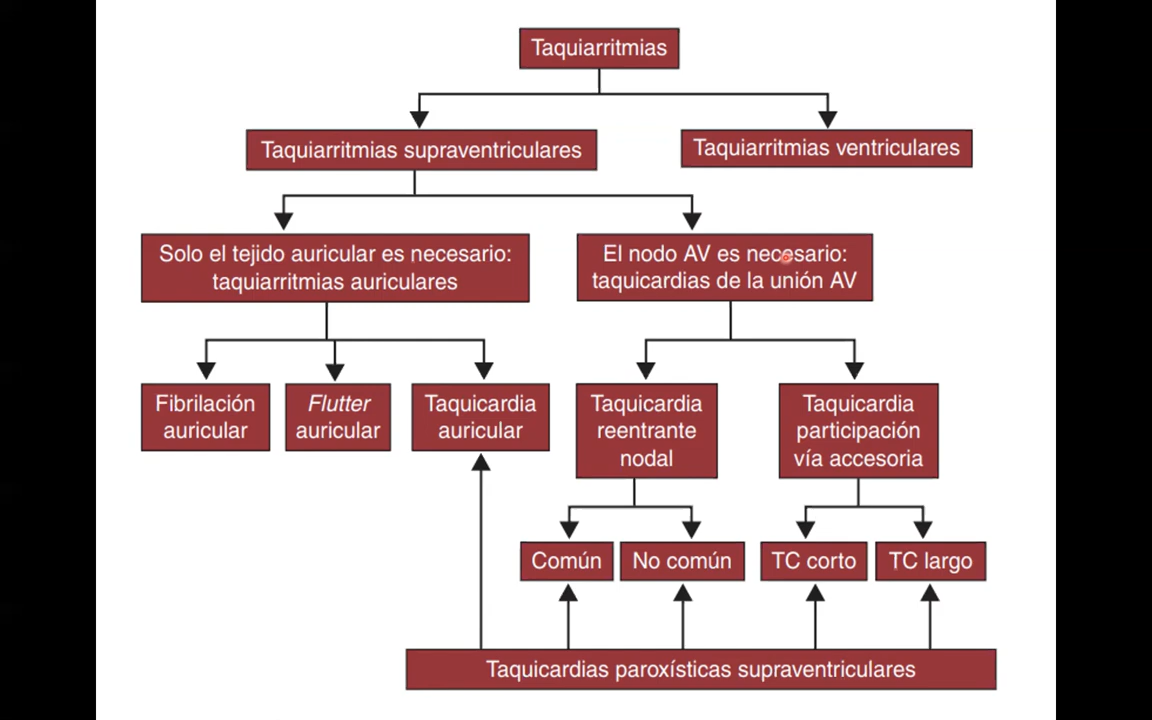 Taquiarritmias
Taquiarritmias supraventriculares
Taquiarritmias ventriculares
Solo el tejido auricular es necesario:
taquiarritmias auriculares
El nodo AV es necesario:
taquicardias de la unión AV
Fibrilación
auricular
Flutter
auricular
Taquicardia
auricular
Taquicardia
reentrante
nodal
Taquicardia
participación
vía accesoria
Común
No común
TC corto
TC largo
Taquicardias paroxísticas supraventriculares